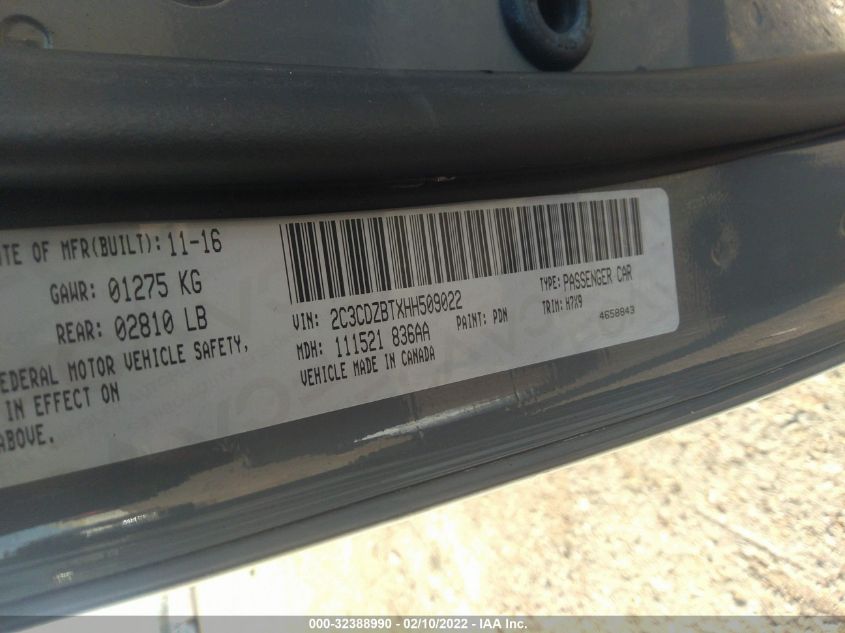 TE OF MFR(BUILT): 11-16
GAWR: 01275 KG
REAR: 02810 LB
EDERAL MOTOR VEHICLE SAFETY,
IN EFFECT ON
ABOVE.
VIN: 2C3CDZBTXHH509022
TYPE: PASSENGER CAR
MDH: 111521 836AA
PAINT: PDN
TRIM: H7X9
VEHICLE MADE IN CANADA
4658843
000-32388990 - 02/10/2022 - IAA Inc.